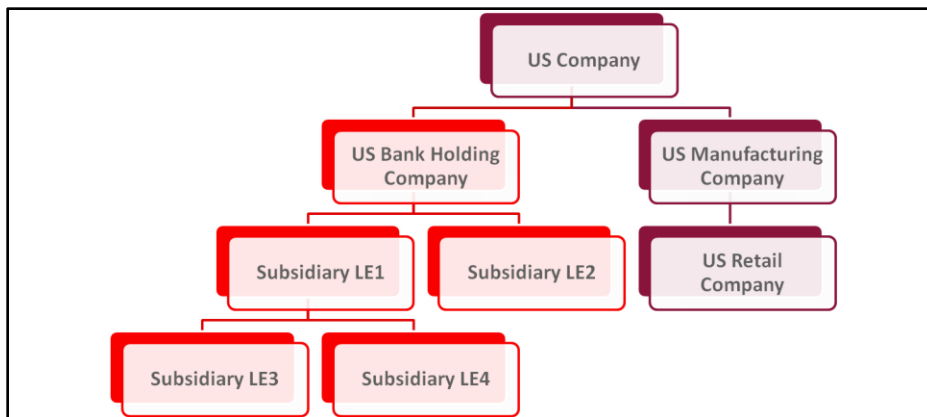 US Company
US Bank Holding
Company
US Manufacturing
Company
Subsidiary LE1
Subsidiary LE2
US Retail
Company
Subsidiary LE3
Subsidiary LE4